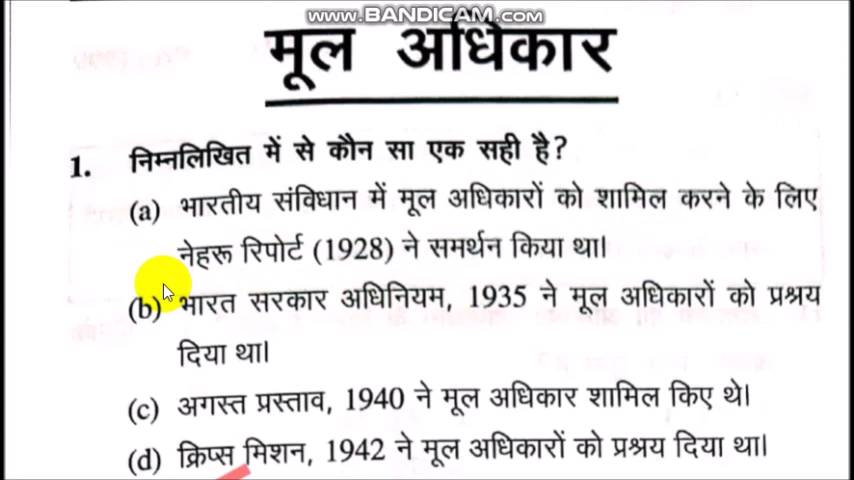 WWW.BANDICAM.COM
मूल अधिकार
1. निम्नलिखित में से कौन सा एक सही है?
(a) भारतीय संविधान में मूल अधिकारों को शामिल करने के लिए
नेहरू रिपोर्ट (1928) ने समर्थन किया था।
(b) भारत सरकार अधिनियम, 1935 ने मूल अधिकारों को प्रश्रय
दिया था।
(c) अगस्त प्रस्ताव, 1940 ने मूल अधिकार शामिल किए थे।
(d) क्रिप्स मिशन, 1942 ने मूल अधिकारों को प्रश्रय दिया था।